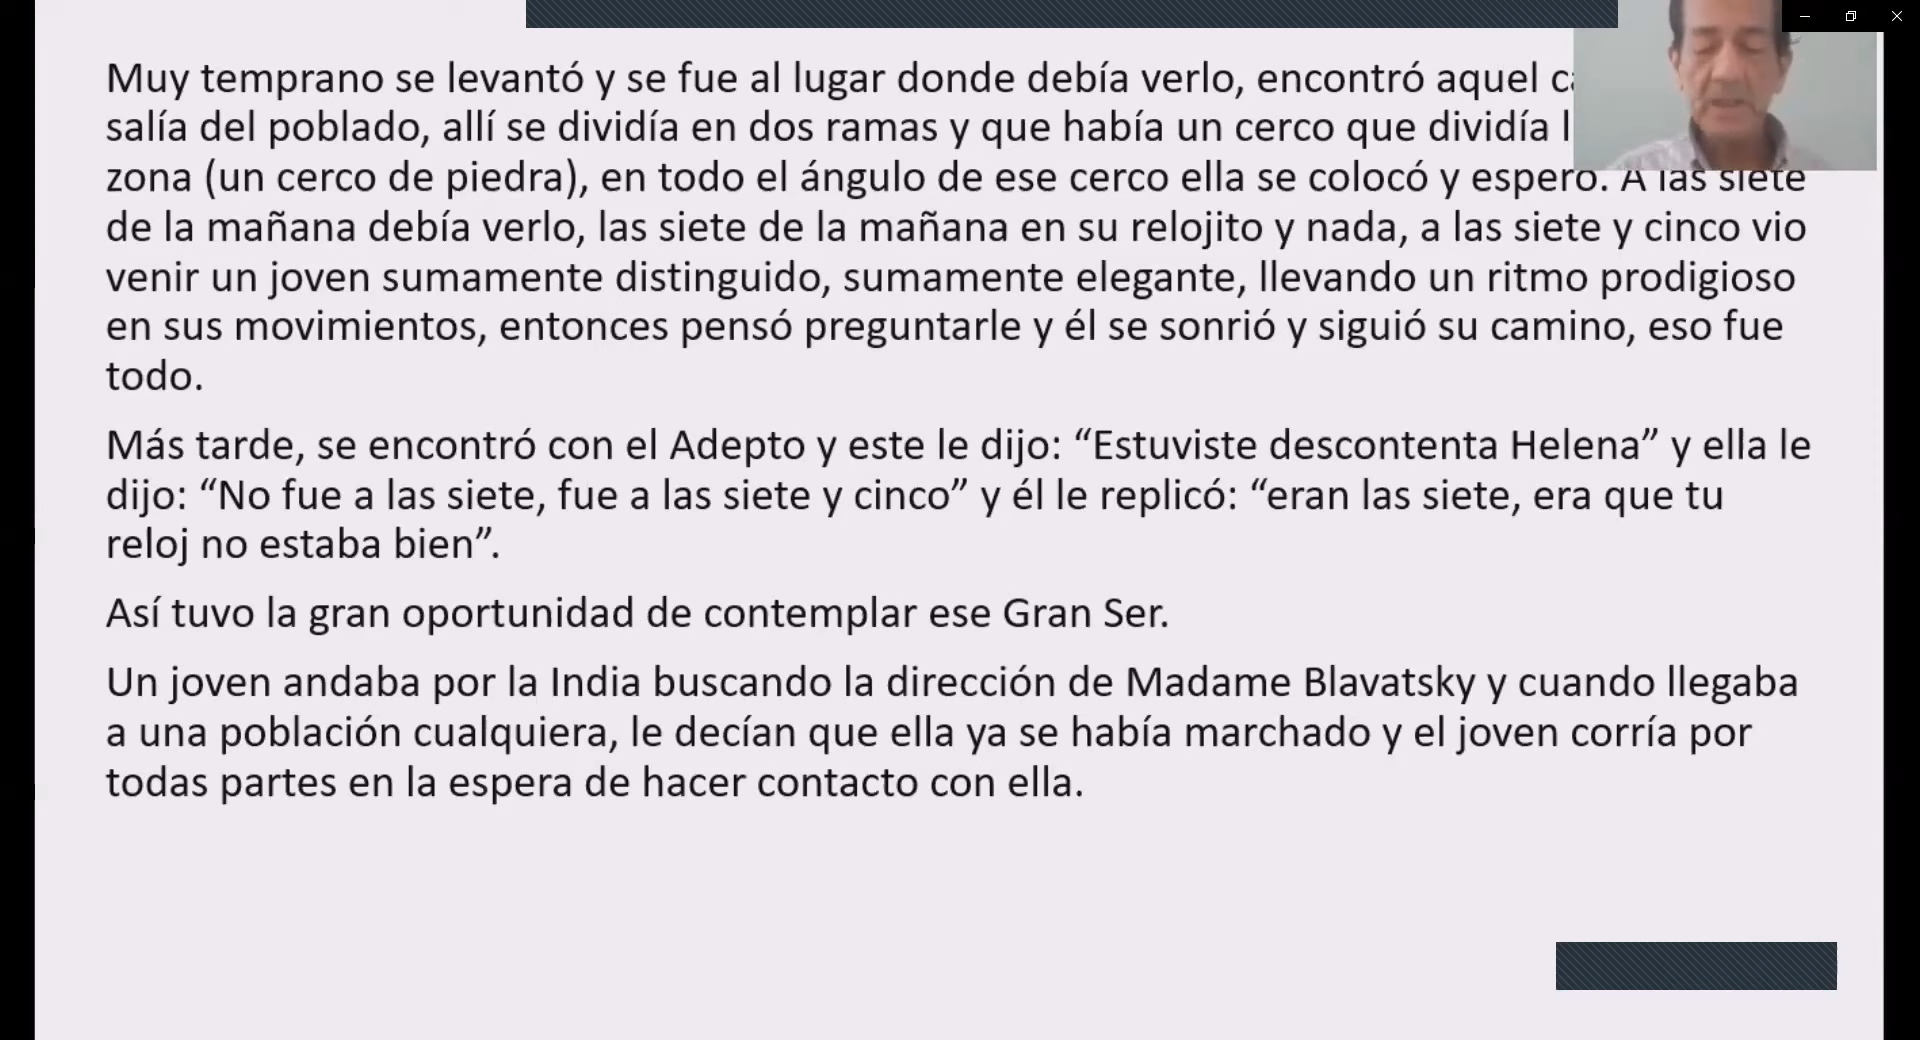 Muy temprano se levantó y se fue al lugar donde debía verlo, encontró aquel
salía del poblado, allí se dividía en dos ramas y que había un cerco que dividía
zona (un cerco de piedra), en todo el ángulo de ese cerco ella se colocó y espero. A las siete
de la mañana debía verlo, las siete de la mañana en su relojito y nada, a las siete y cinco vio
venir un joven sumamente distinguido, sumamente elegante, llevando un ritmo prodigioso
en sus movimientos, entonces pensó preguntarle y él se sonrió y siguió su camino, eso fue
todo.
Más tarde, se encontró con el Adepto y este le dijo: “Estuviste descontenta Helena” y ella le
dijo: “No fue a las siete, fue a las siete y cinco” y él le replicó: “eran las siete, era que tu
reloj no estaba bien”.
Así tuvo la gran oportunidad de contemplar ese Gran Ser.
Un joven andaba por la India buscando la dirección de Madame Blavatsky y cuando llegaba
a una población cualquiera, le decían que ella ya se había marchado y el joven corría por
todas partes en la espera de hacer contacto con ella.